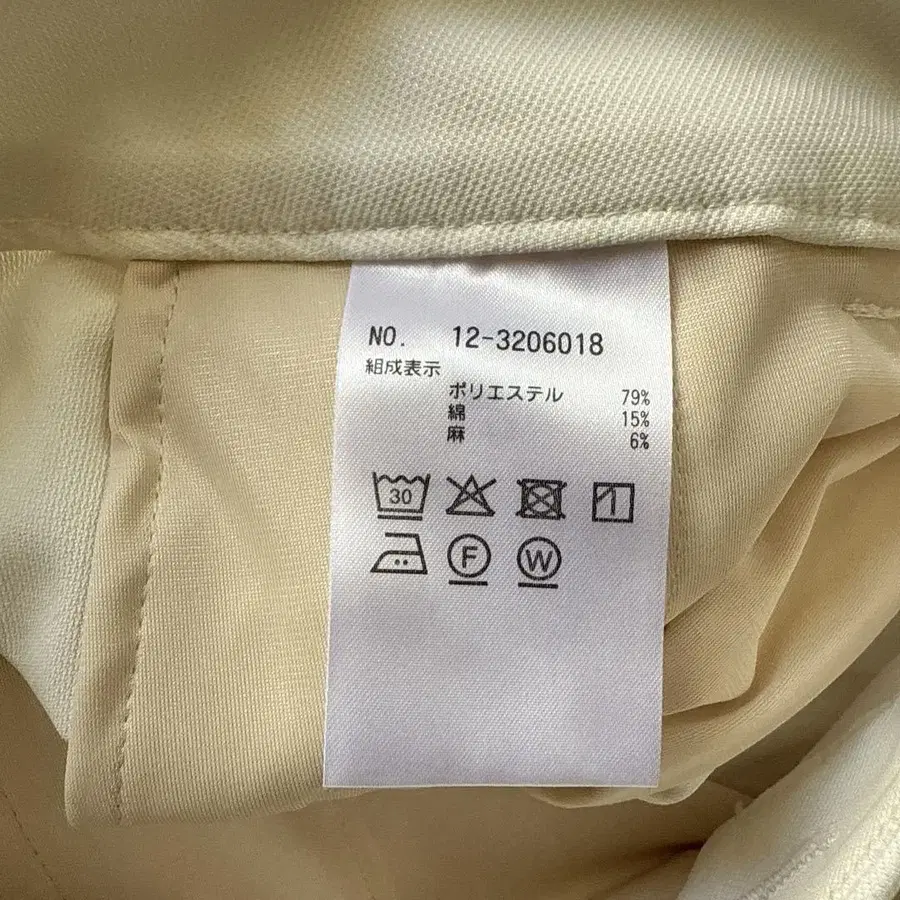 NO. 12-3206018
組成表示
ポリエステル 79%
綿 15%
麻 6%
30
F W